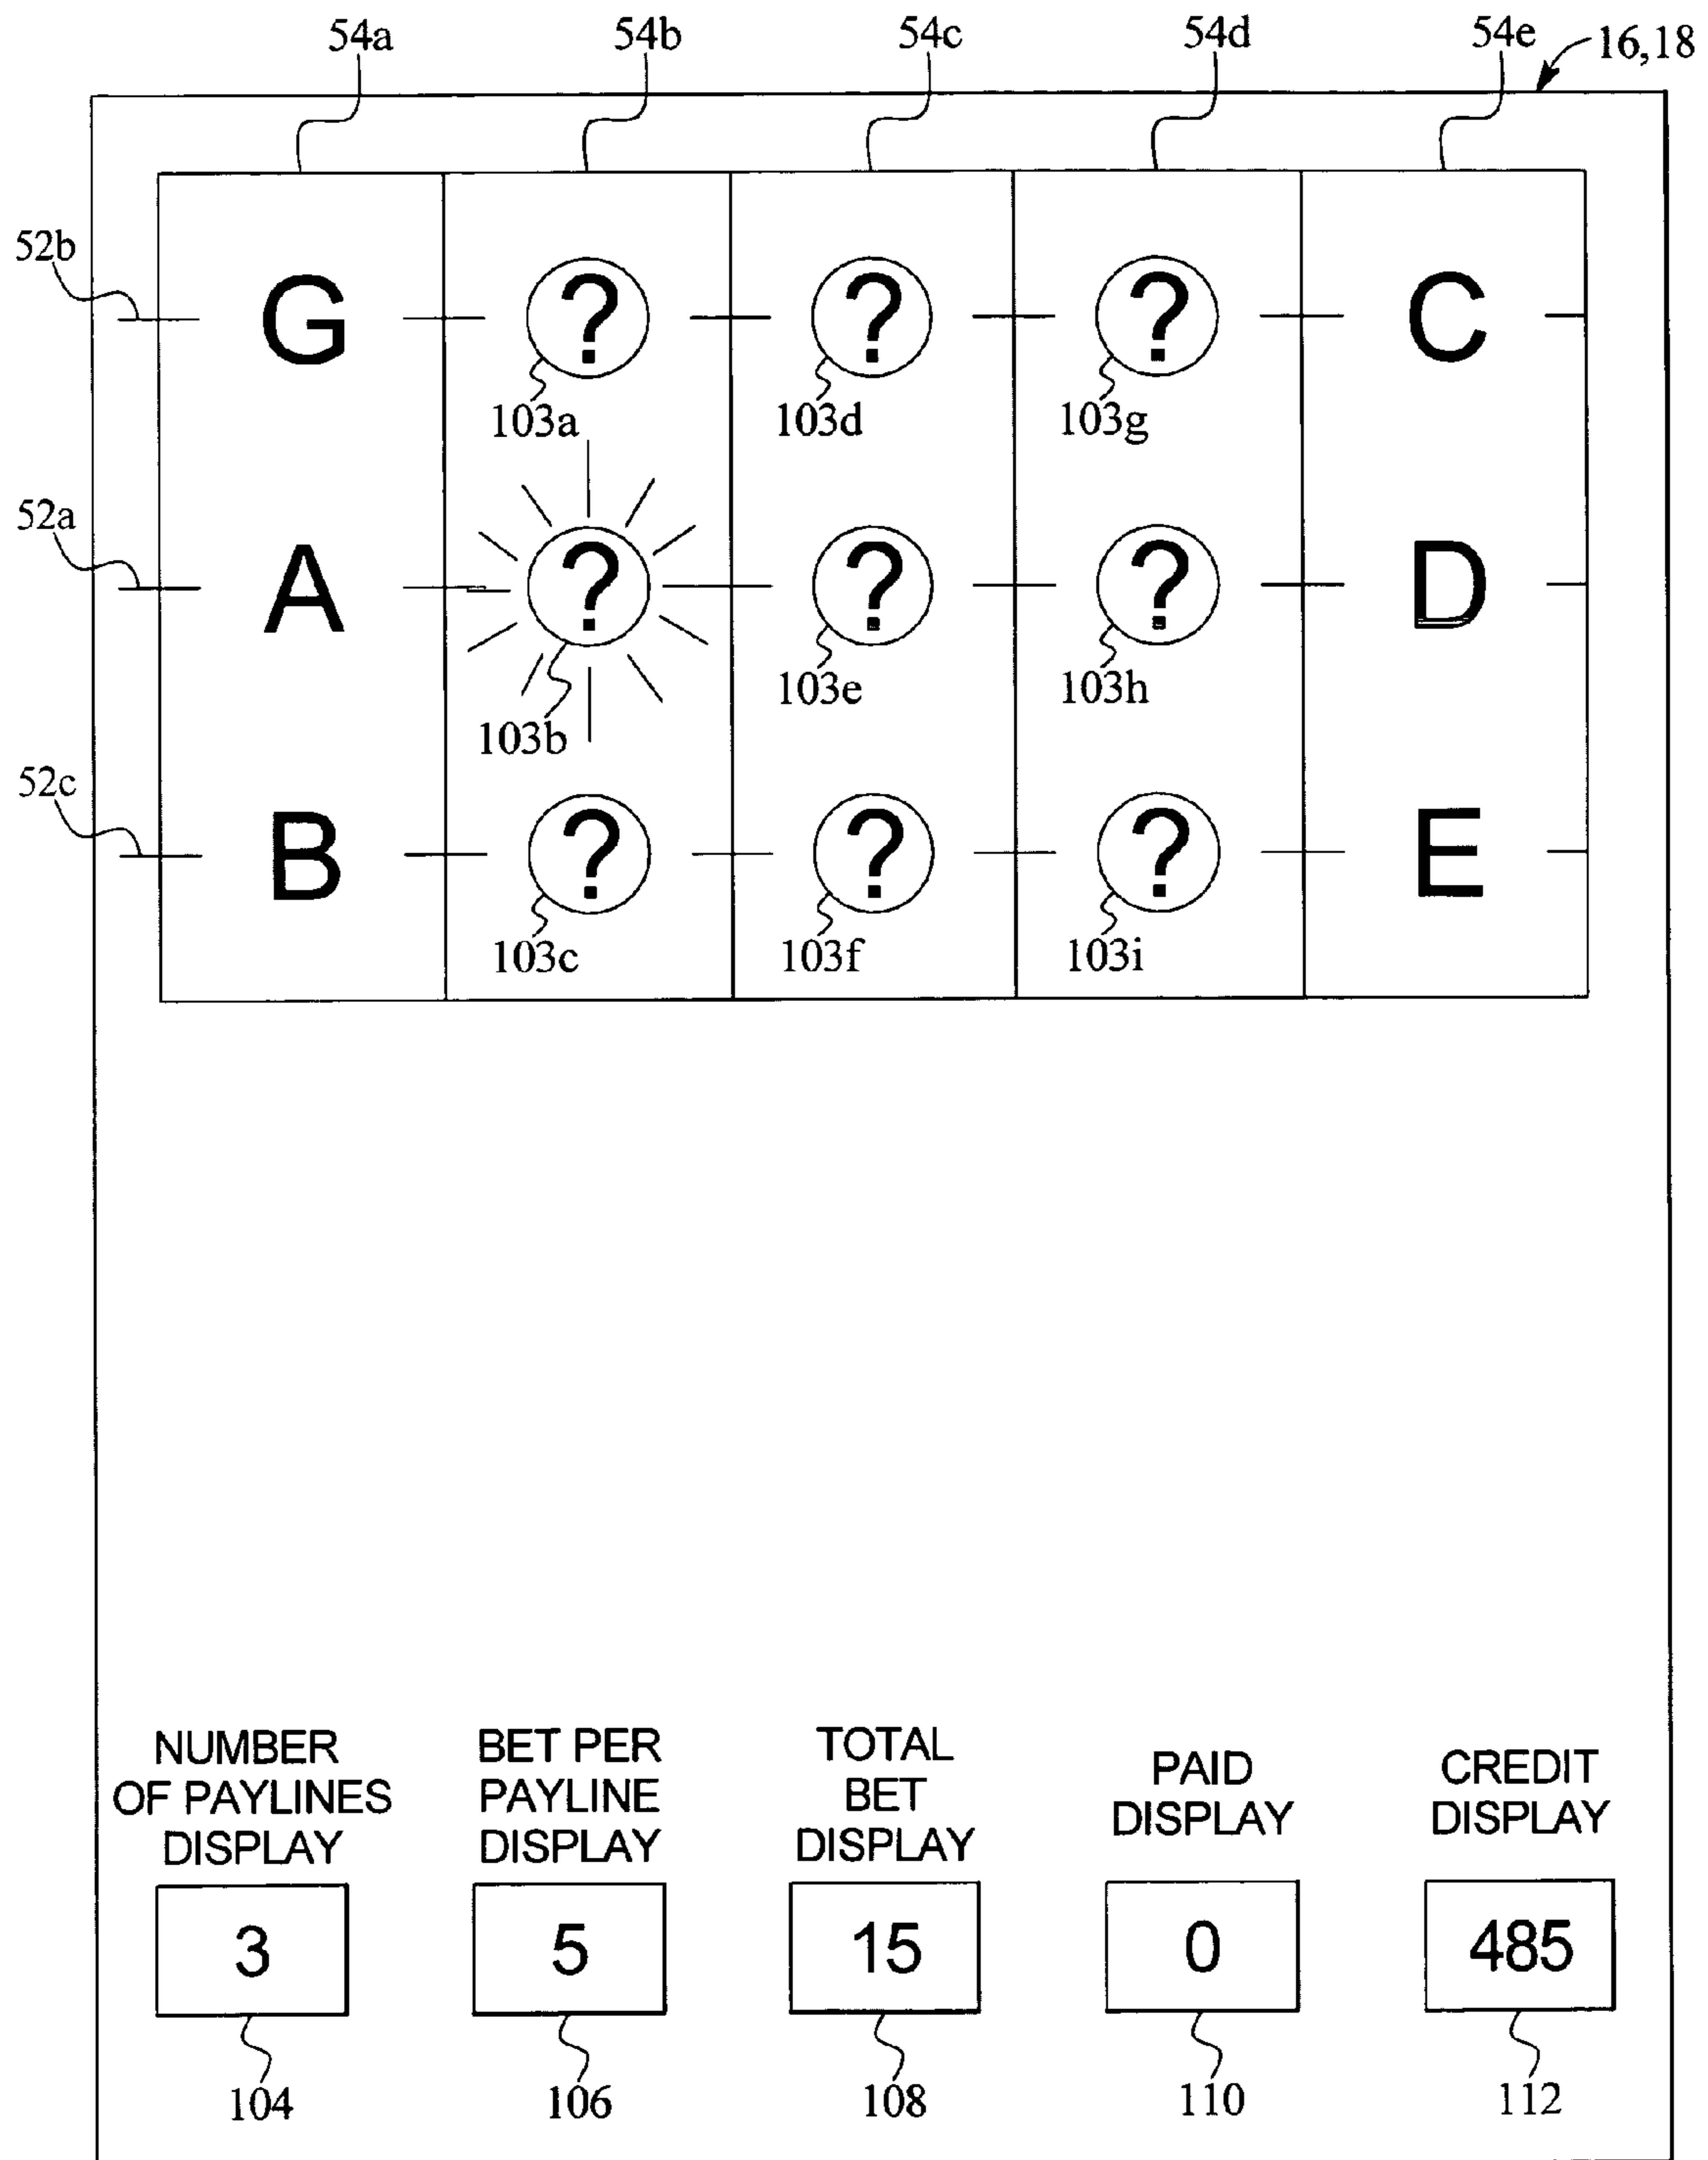 54a 54b 54c 54d 54e 16,18
52b G ? ? ? C
103a 103d 103g
52a A ? ? ? D
103e 103h
103b
52c B ? ? ? E
103c 103f 103i
NUMBER OF PAYLINES DISPLAY
BET PER PAYLINE DISPLAY
TOTAL BET DISPLAY
PAID DISPLAY
CREDIT DISPLAY
3 5 15 0 485
104 106 108 110 112